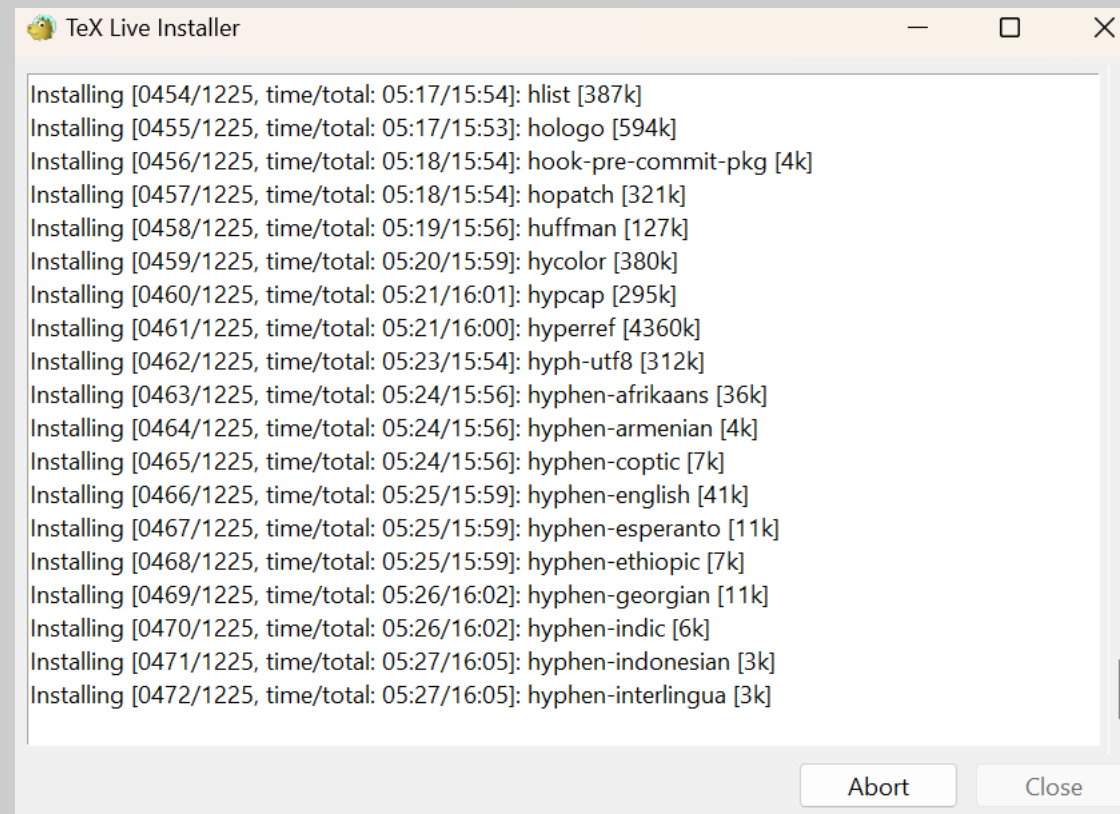 TeX Live Installer
Installing [0454/1225, time/total: 05:17/15:54]: hlist [387k]
Installing [0455/1225, time/total: 05:17/15:53]: hologo [594k]
Installing [0456/1225, time/total: 05:18/15:54]: hook-pre-commit-pkg [4k]
Installing [0457/1225, time/total: 05:18/15:54]: hopatch [321k]
Installing [0458/1225, time/total: 05:19/15:56]: huffman [127k]
Installing [0459/1225, time/total: 05:20/15:59]: hycolor [380k]
Installing [0460/1225, time/total: 05:21/16:01]: hypcap [295k]
Installing [0461/1225, time/total: 05:21/16:00]: hyperref [4360k]
Installing [0462/1225, time/total: 05:23/15:54]: hyph-utf8 [312k]
Installing [0463/1225, time/total: 05:24/15:56]: hyphen-afrikaans [36k]
Installing [0464/1225, time/total: 05:24/15:56]: hyphen-armenian [4k]
Installing [0465/1225, time/total: 05:24/15:56]: hyphen-coptic [7k]
Installing [0466/1225, time/total: 05:25/15:59]: hyphen-english [41k]
Installing [0467/1225, time/total: 05:25/15:59]: hyphen-esperanto [11k]
Installing [0468/1225, time/total: 05:25/15:59]: hyphen-ethiopic [7k]
Installing [0469/1225, time/total: 05:26/16:02]: hyphen-georgian [11k]
Installing [0470/1225, time/total: 05:26/16:02]: hyphen-indic [6k]
Installing [0471/1225, time/total: 05:27/16:05]: hyphen-indonesian [3k]
Installing [0472/1225, time/total: 05:27/16:05]: hyphen-interlingua [3k]
Abort Close